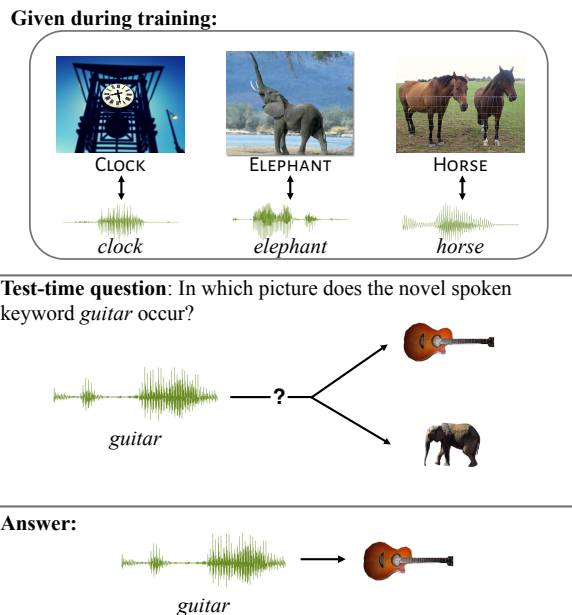 Given during training:
CLOCK ELEPHANT HORSE
clock elephant horse
Test-time question: In which picture does the novel spoken
keyword guitar occur?
?
guitar
Answer:
guitar